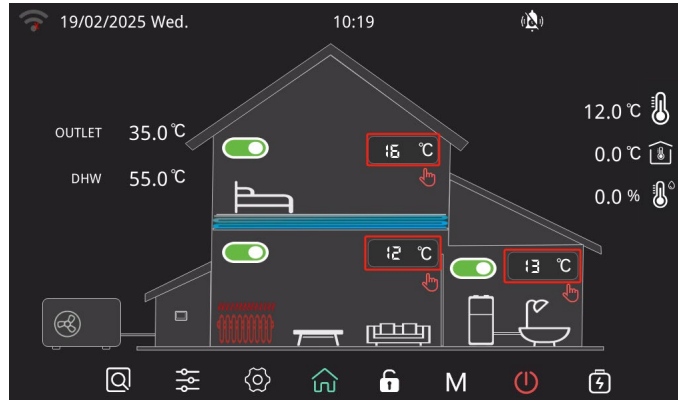 19/02/2025 Wed.
10:19
OUTLET 35.0 ℃
DHW 55.0 ℃
12.0 ℃
0.0 ℃
0.0 %
16 ℃
12 ℃
13 ℃
M